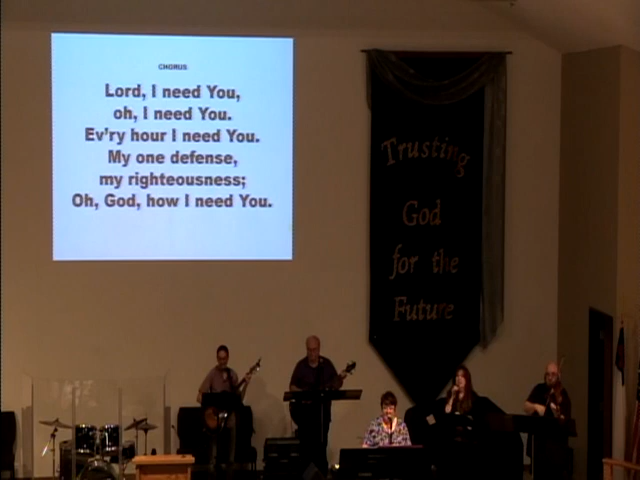 CHORUS
Lord, I need You,
oh, I need You.
Ev'ry hour I need You.
My one defense,
my righteousness;
Oh, God, how I need You.
Trusting
God
for the
Future